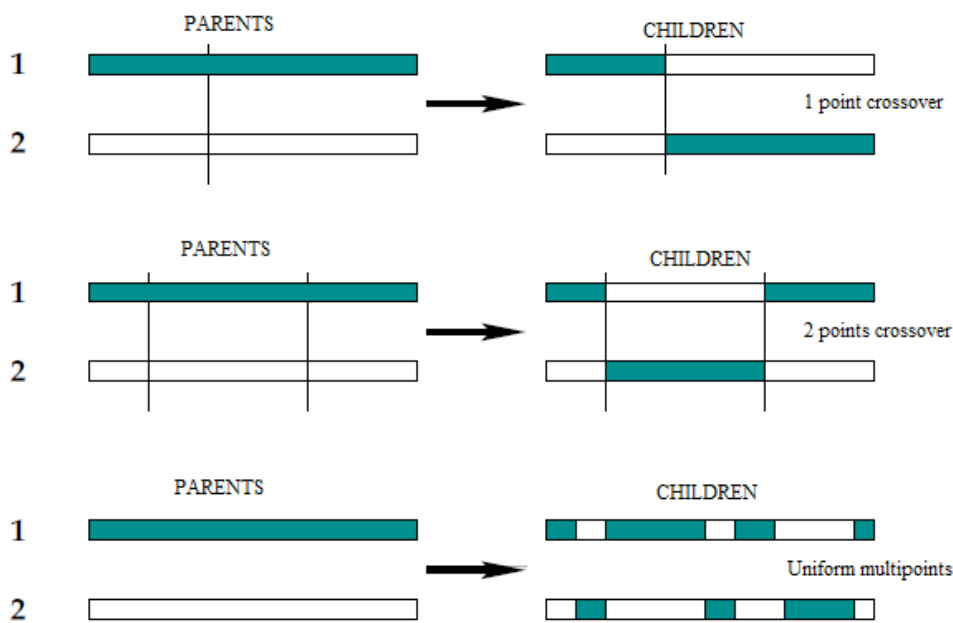 PARENTS
CHILDREN
1
1 point crossover
2
PARENTS
CHILDREN
1
2 points crossover
2
PARENTS
CHILDREN
1
Uniform multipoints
2